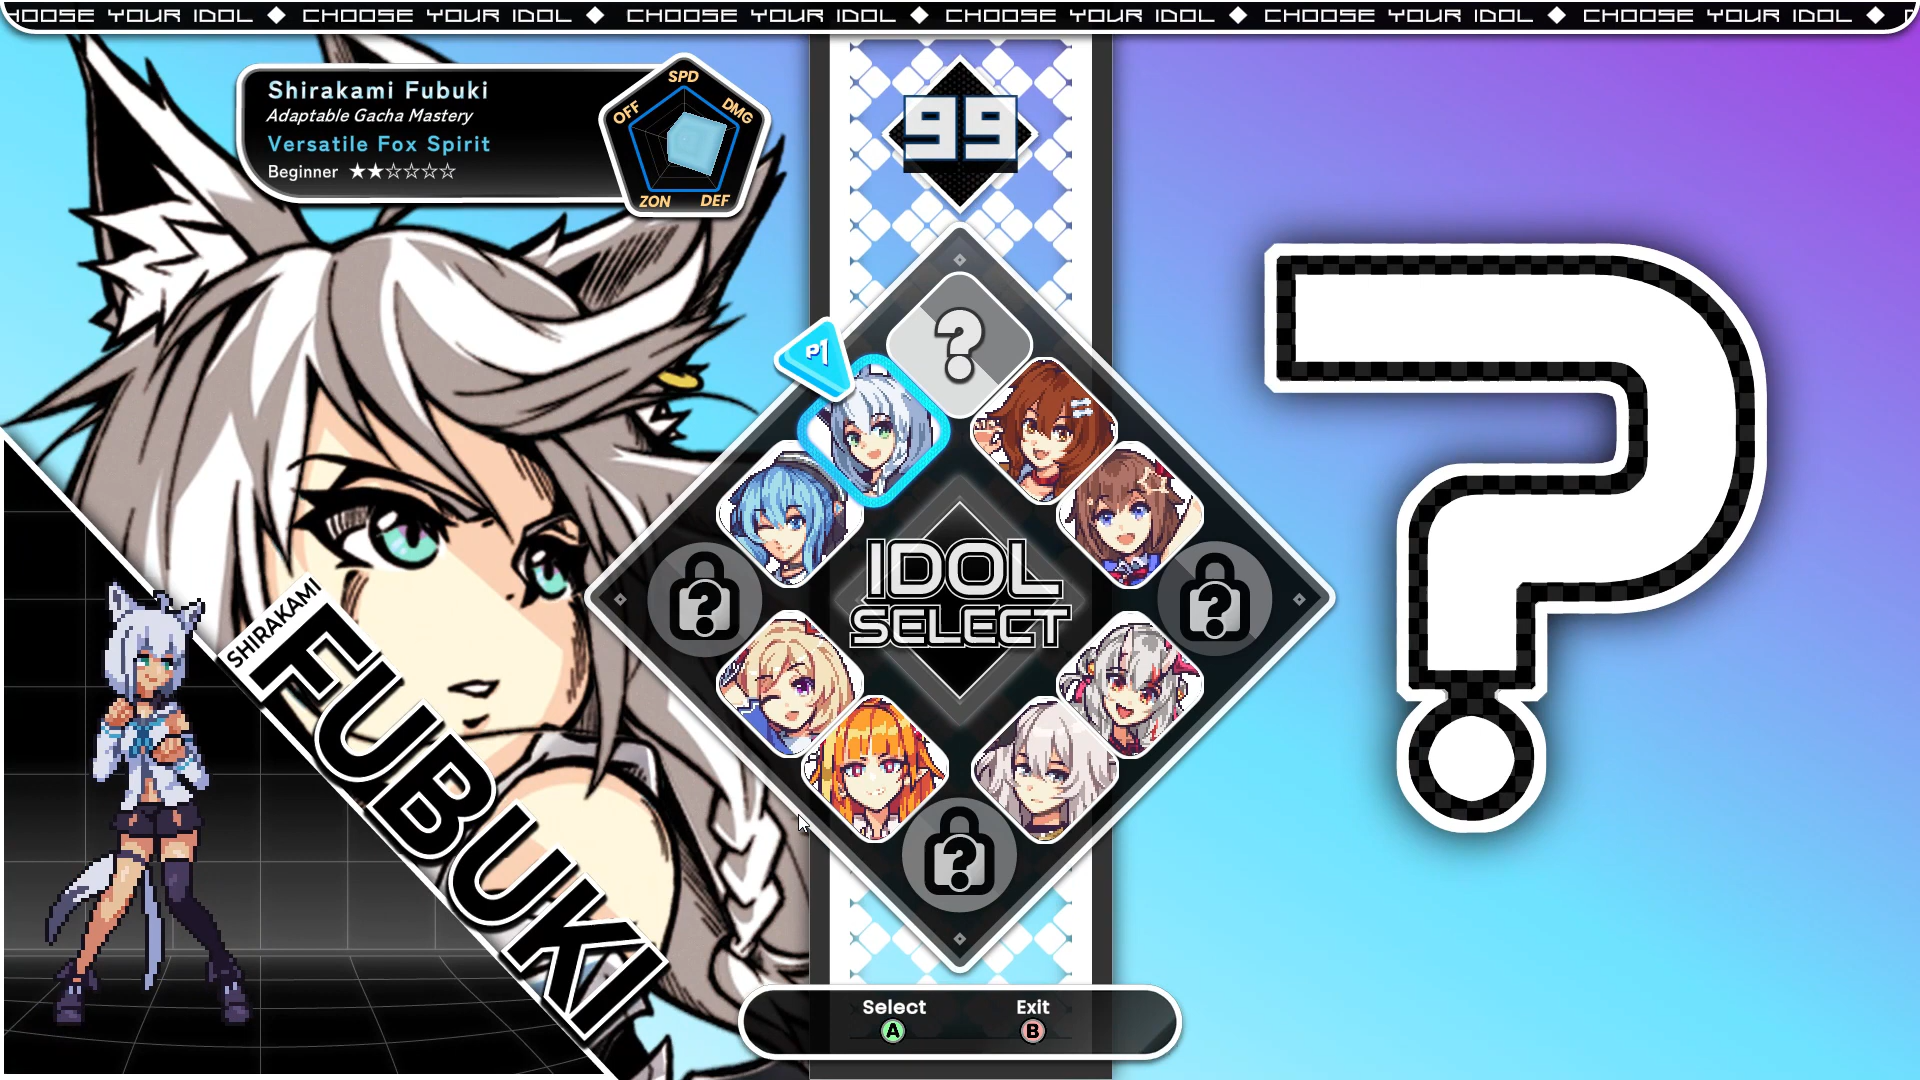 CHOOSE YOUR IDOL ◆ CHOOSE YOUR IDOL ◆ CHOOSE YOUR IDOL ◆ CHOOSE YOUR IDOL ◆ CHOOSE YOUR IDOL ◆ CHOOSE YOUR IDOL ◆
Shirakami Fubuki
Adaptable Gacha Mastery
Versatile Fox Spirit
Beginner ★★☆☆☆☆
SPD
OFF
DMG
ZON
DEF
99
?
P1
?
IDOL
SELECT
?
?
?
SHIRAKAMI
FUBUKI
Select
Exit
A
B